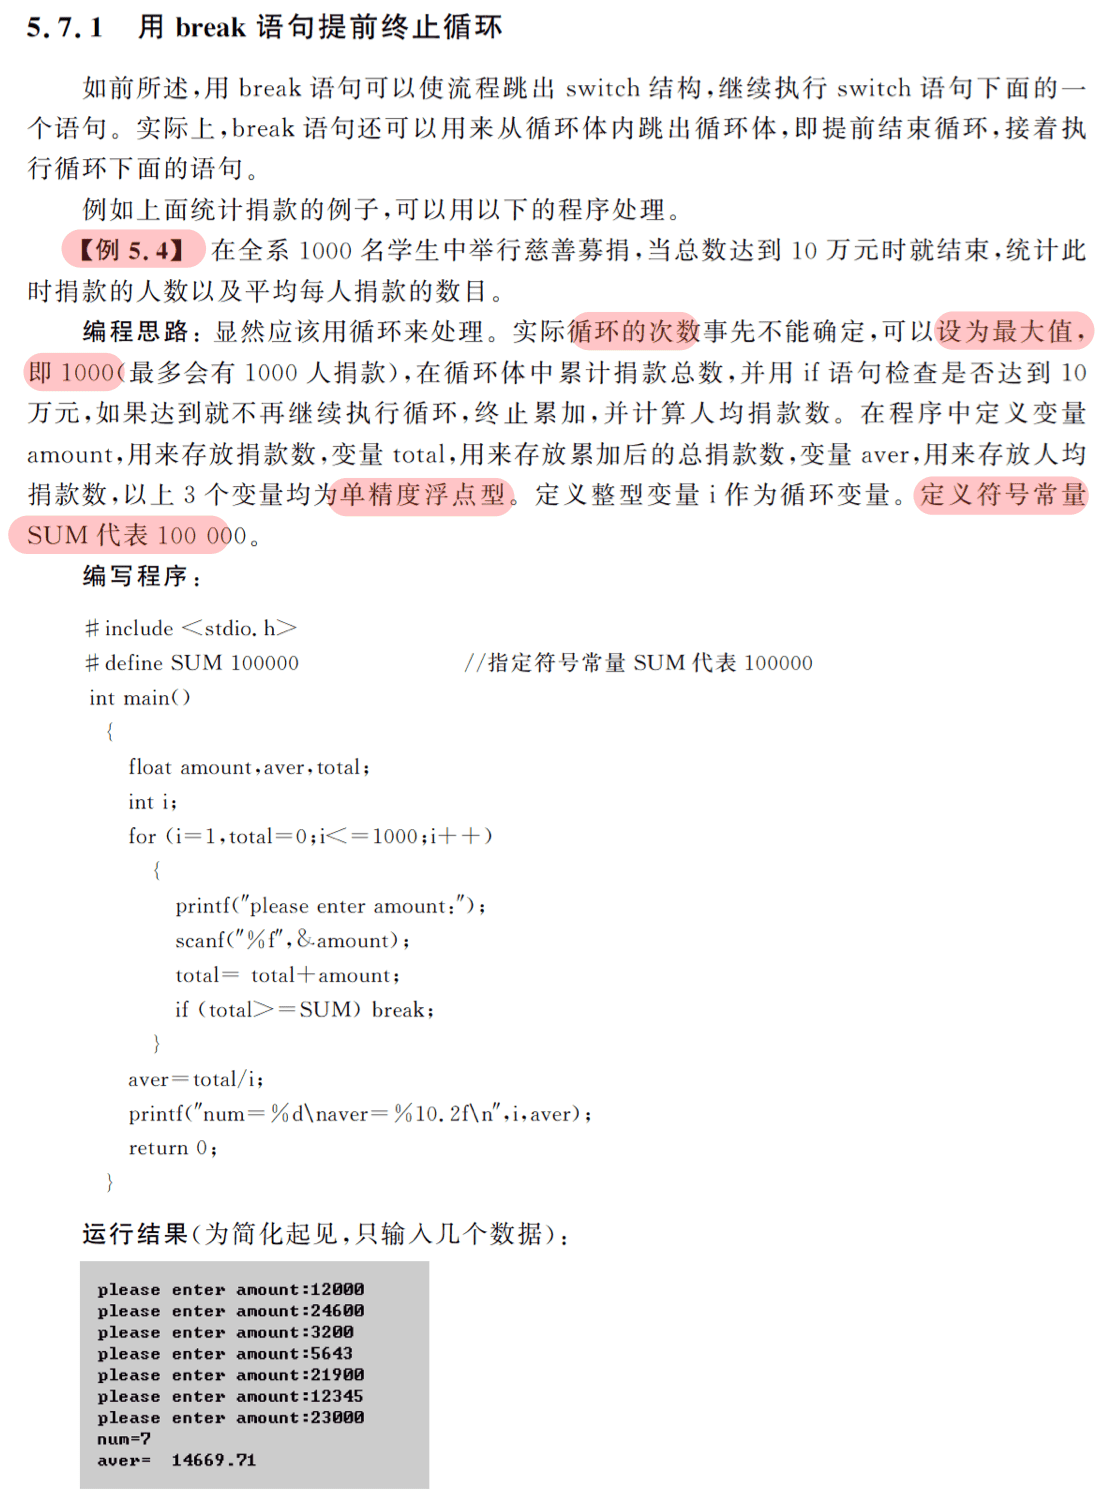 5.7.1 用 break 语句提前终止循环
如前所述,用 break 语句可以使流程跳出 switch 结构,继续执行 switch 语句下面的一
个语句。实际上,break 语句还可以用来从循环体内跳出循环体,即提前结束循环,接着执
行循环下面的语句。
例如上面统计捐款的例子,可以用以下的程序处理。
【例 5.4】 在全系 1000 名学生中举行慈善募捐,当总数达到 10 万元时就结束,统计此
时捐款的人数以及平均每人捐款的数目。
编程思路:显然应该用循环来处理。实际循环的次数事先不能确定,可以设为最大值,
即 1000(最多会有 1000 人捐款),在循环体中累计捐款总数,并用 if 语句检查是否达到 10
万元,如果达到就不再继续执行循环,终止累加,并计算人均捐款数。在程序中定义变量
amount,用来存放捐款数,变量 total,用来存放累加后的总捐款数,变量 aver,用来存放人均
捐款数,以上 3 个变量均为单精度浮点型。定义整型变量 i 作为循环变量。定义符号常量
SUM 代表 100 000。
编写程序:
#include <stdio.h>
#define SUM 100000 //指定符号常量 SUM 代表 100000
int main()
{
float amount,aver,total;
int i;
for (i=1,total=0;i<=1000;i++)
{
printf("please enter amount:");
scanf("%f",&amount);
total= total+amount;
if (total>=SUM) break;
}
aver=total/i;
printf("num=%d\naver=%10.2f\n",i,aver);
return 0;
}
运行结果(为简化起见,只输入几个数据):
please enter amount:12000
please enter amount:24600
please enter amount:3200
please enter amount:5643
please enter amount:21900
please enter amount:12345
please enter amount:23000
num=7
aver=  14669.71